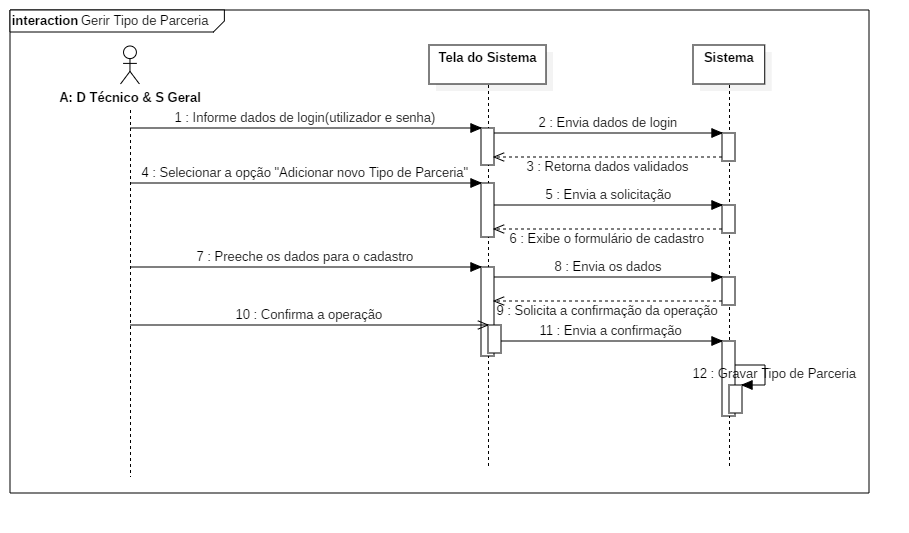 interaction Gerir Tipo de Parceria
A: D Técnico & S Geral
Tela do Sistema
Sistema
1 : Informe dados de login(utilizador e senha)
2 : Envia dados de login
3 : Retorna dados validados
4 : Selecionar a opção "Adicionar novo Tipo de Parceria"
5 : Envia a solicitação
6 : Exibe o formulário de cadastro
7 : Preeche os dados para o cadastro
8 : Envia os dados
9 : Solicita a confirmação da operação
10 : Confirma a operação
11 : Envia a confirmação
12 : Gravar Tipo de Parceria